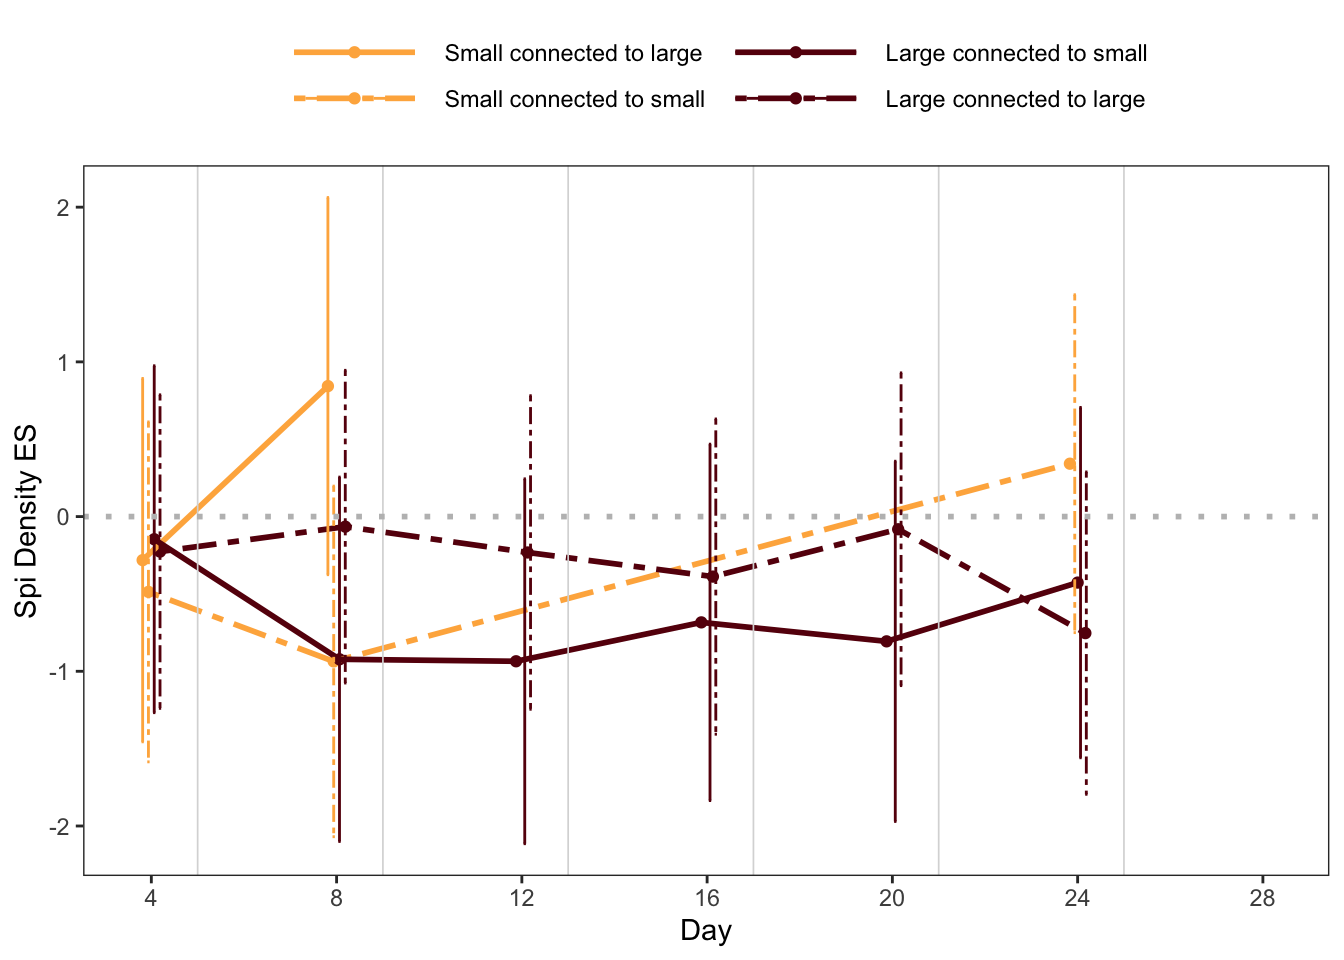 Small connected to large
Large connected to small
Small connected to small
Large connected to large
2
1
0
-1
-2
Spi Density ES
4 8 12 16 20 24 28
Day